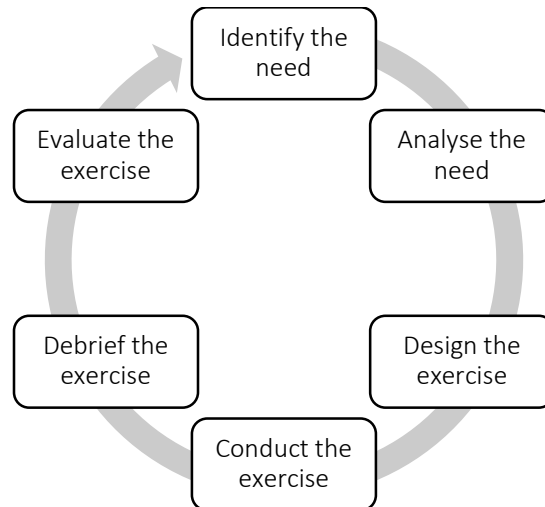 Identify the
need
Analyse the
need
Design the
exercise
Conduct the
exercise
Debrief the
exercise
Evaluate the
exercise